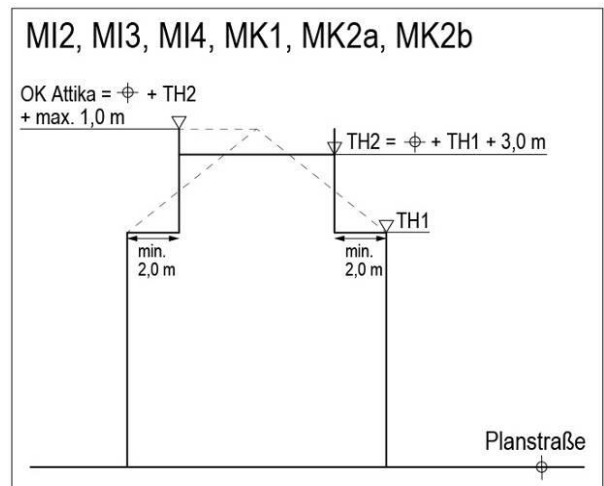 MI2, MI3, MI4, MK1, MK2a, MK2b
OK Attika = ⌖ + TH2
+ max. 1,0 m
TH2 = ⌖ + TH1 + 3,0 m
TH1
min.
2,0 m
min.
2,0 m
Planstraße